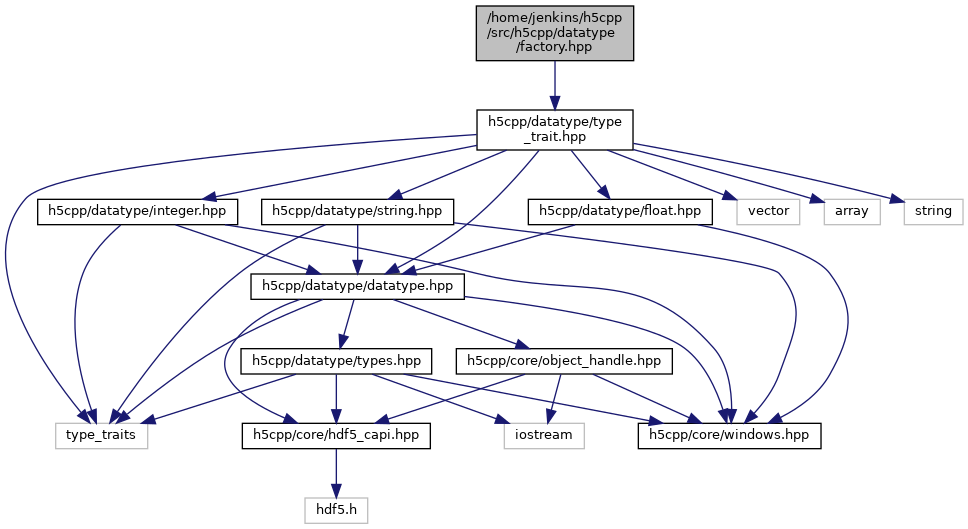 /home/jenkins/h5cpp
/src/h5cpp/datatype
/factory.hpp
h5cpp/datatype/type
_trait.hpp
h5cpp/datatype/integer.hpp
h5cpp/datatype/string.hpp
h5cpp/datatype/float.hpp
vector
array
string
h5cpp/datatype/datatype.hpp
h5cpp/datatype/types.hpp
h5cpp/core/object_handle.hpp
type_traits
h5cpp/core/hdf5_capi.hpp
iostream
h5cpp/core/windows.hpp
hdf5.h